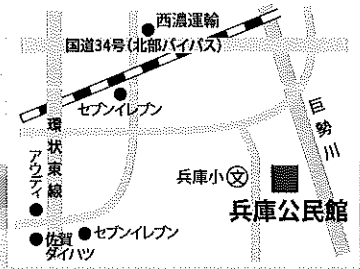 西濃運輸
国道34号(北部バイパス)
セブンイレブン
環状東線
アウディ
巨勢川
兵庫小 文
兵庫公民館
セブンイレブン
佐賀
ダイハツ